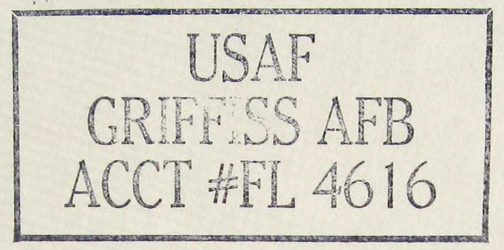 USAF
GRIFFISS AFB
ACCT #FL 4616